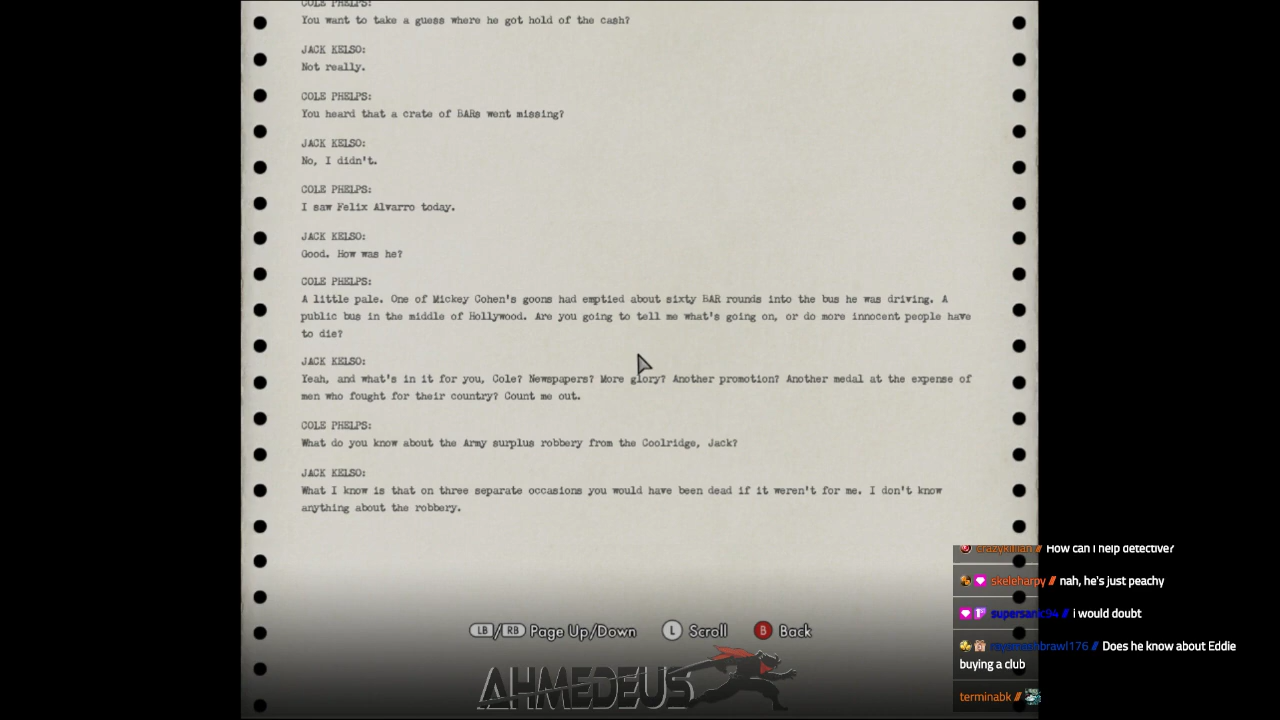 COLE PHELPS:
You want to take a guess where he got hold of the cash?
JACK KELSO:
Not really.
COLE PHELPS:
You heard that a crate of BARs went missing?
JACK KELSO:
No, I didn't.
COLE PHELPS:
I saw Felix Alvarro today.
JACK KELSO:
Good. How was he?
COLE PHELPS:
A little pale. One of Mickey Cohen's goons had emptied about sixty BAR rounds into the bus he was driving. A
public bus in the middle of Hollywood. Are you going to tell me what's going on, or do more innocent people have
to die?
JACK KELSO:
Yeah, and what's in it for you, Cole? Newspapers? More glory? Another promotion? Another medal at the expense of
men who fought for their country? Count me out.
COLE PHELPS:
What do you know about the Army surplus robbery from the Coolridge, Jack?
JACK KELSO:
What I know is that on three separate occasions you would have been dead if it weren't for me. I don't know
anything about the robbery.
crazykillian // How can I help detective?
skeleharpy // nah, he's just peachy
supersanic94 // i would doubt
// Does he know about Eddie
buying a club
terminabk //
LB/RB Page Up/Down L Scroll B Back
AHMEDEUS